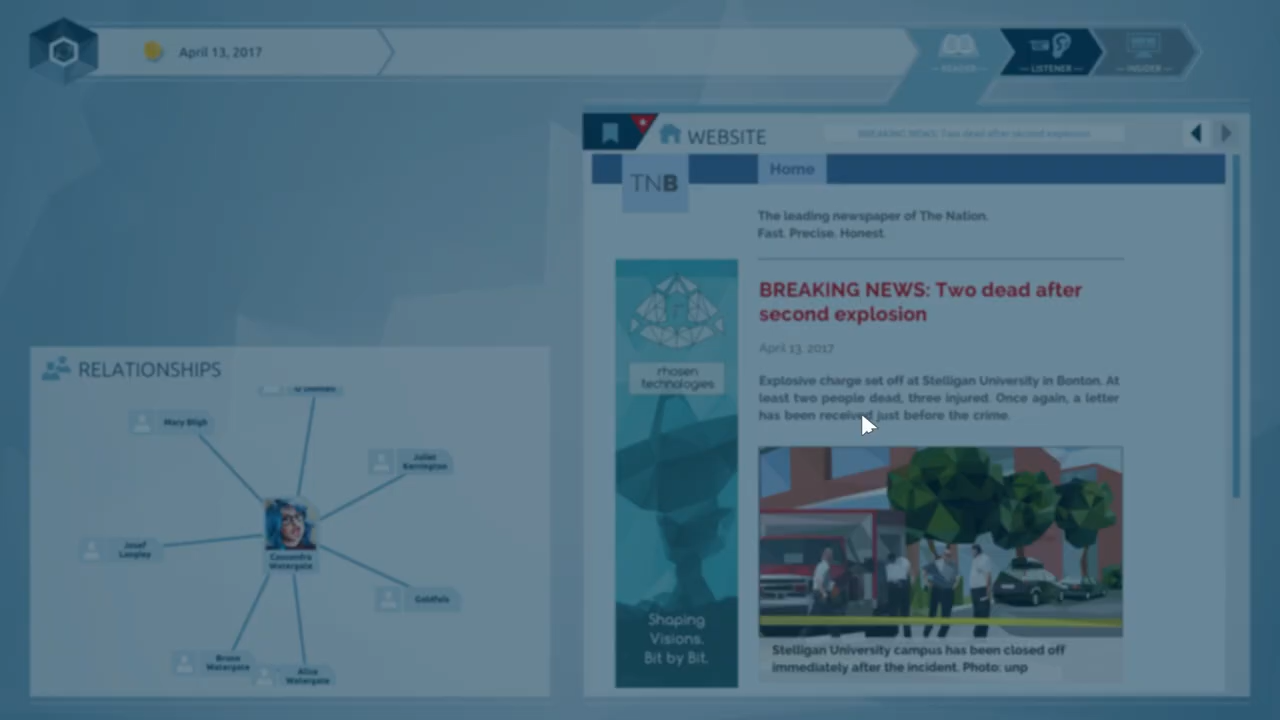 April 13, 2017
READER
LISTENER
INSIDER
WEBSITE
BREAKING NEWS: Two dead after second explosion
TNB
Home
The leading newspaper of The Nation.
Fast. Precise. Honest.
BREAKING NEWS: Two dead after
second explosion
April 13, 2017
Explosive charge set off at Stelligan University in Bonton. At
least two people dead, three injured. Once again, a letter
has been received just before the crime.
rhosen
technologies
Shaping
Visions.
Bit by Bit.
Stelligan University campus has been closed off
immediately after the incident. Photo: unp
RELATIONSHIPS
Mary Bligh
Juliet
Kerrington
Josef
Langley
Cassandra
Watergate
Goldfels
Bruno
Watergate
Alice
Watergate